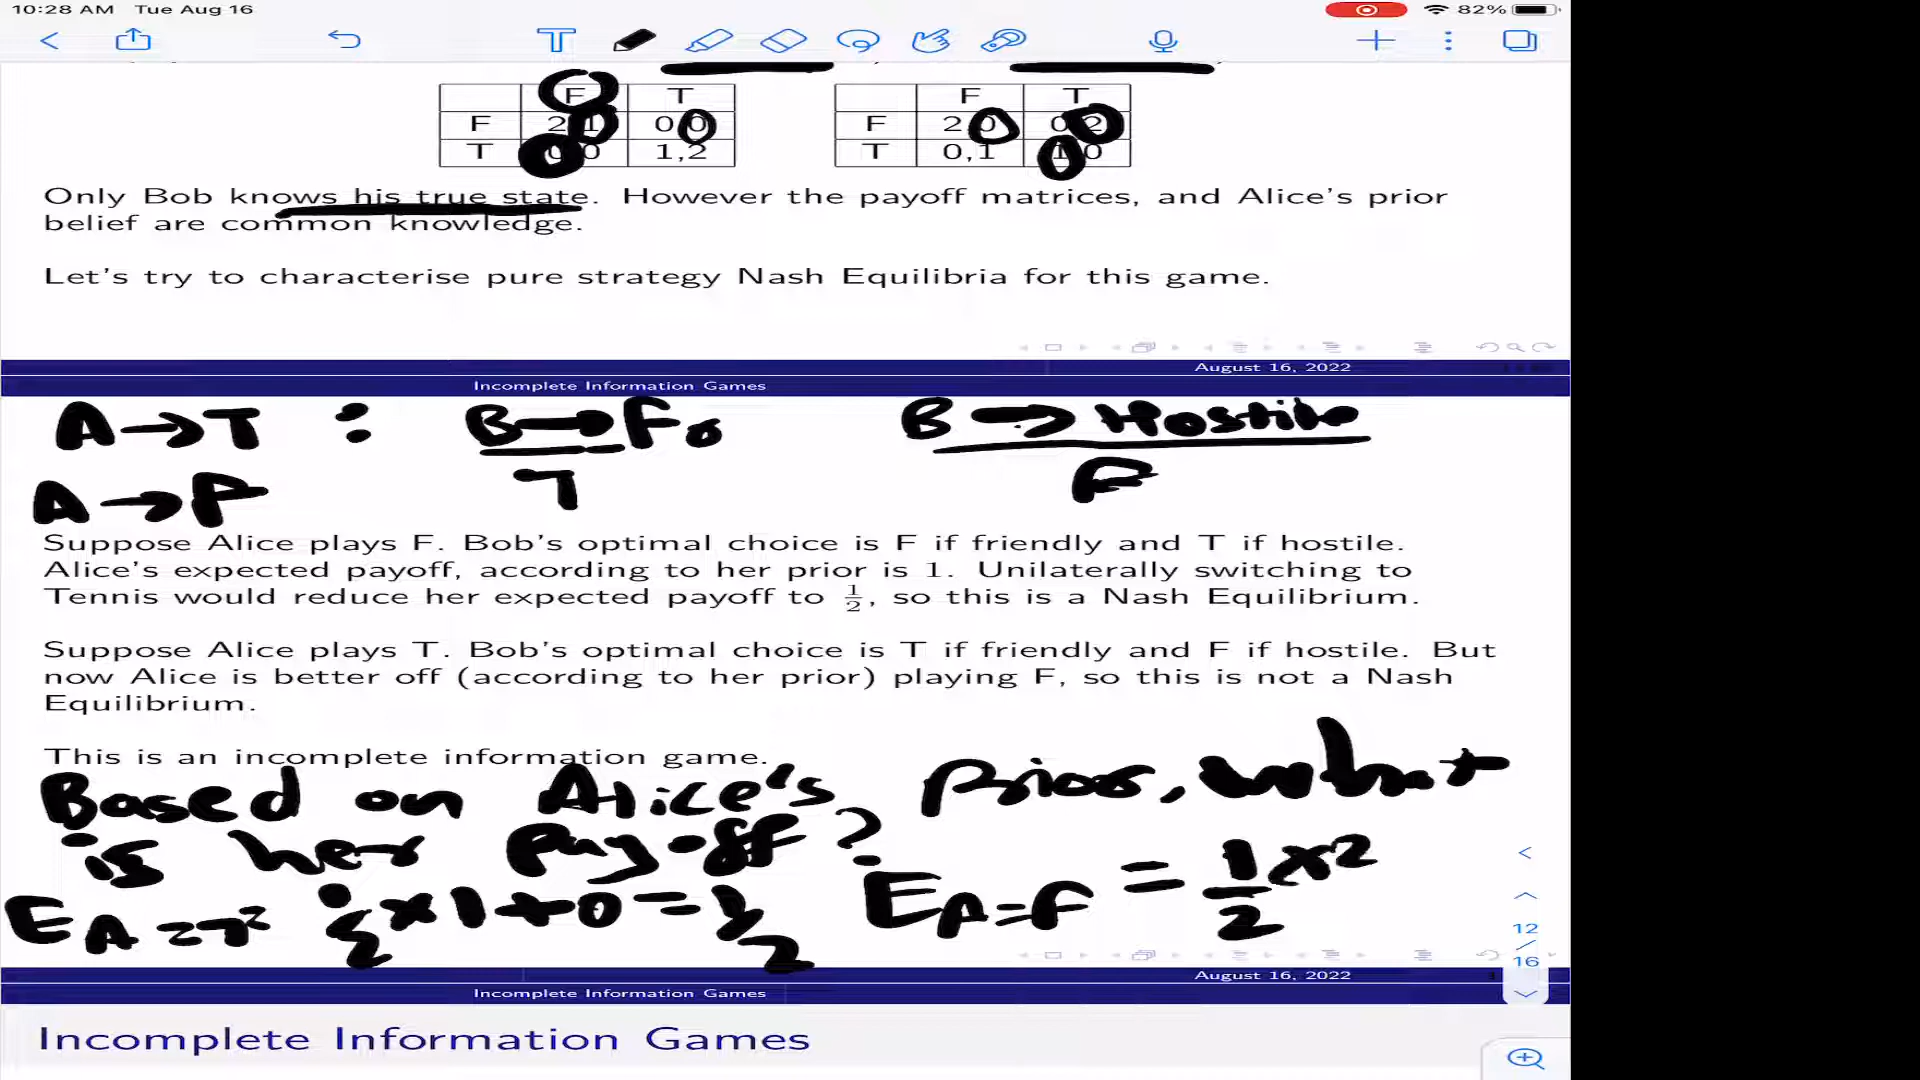 10:28 AM Tue Aug 16 82%
F T F T
F 2,1 0,0 F 2,0 0,2
T 0,0 1,2 T 0,1 1,0
Only Bob knows his true state. However the payoff matrices, and Alice's prior
belief are common knowledge.
Let's try to characterise pure strategy Nash Equilibria for this game.
August 16, 2022
Incomplete Information Games
A→T : B→Fr B→Hostile
A→F T F
Suppose Alice plays F. Bob's optimal choice is F if friendly and T if hostile.
Alice's expected payoff, according to her prior is 1. Unilaterally switching to
Tennis would reduce her expected payoff to 1/2, so this is a Nash Equilibrium.
Suppose Alice plays T. Bob's optimal choice is T if friendly and F if hostile. But
now Alice is better off (according to her prior) playing F, so this is not a Nash
Equilibrium.
This is an incomplete information game.
Based on Alice's Prior, what
is her payoff?
E A=T = 1/2 x 1 + 0 = 1/2 E A=F = 1/2 x 2
12
/
16
August 16, 2022
Incomplete Information Games
Incomplete Information Games